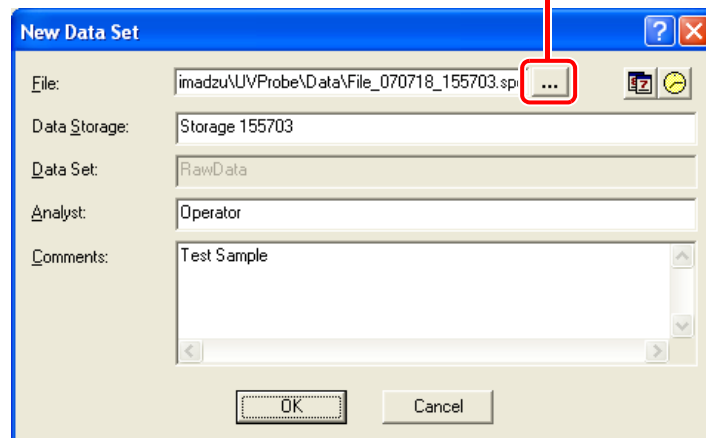 New Data Set
File: imadzu\UVProbe\Data\File_070718_155703.sp ...
Data Storage: Storage 155703
Data Set: RawData
Analyst: Operator
Comments: Test Sample
OK Cancel